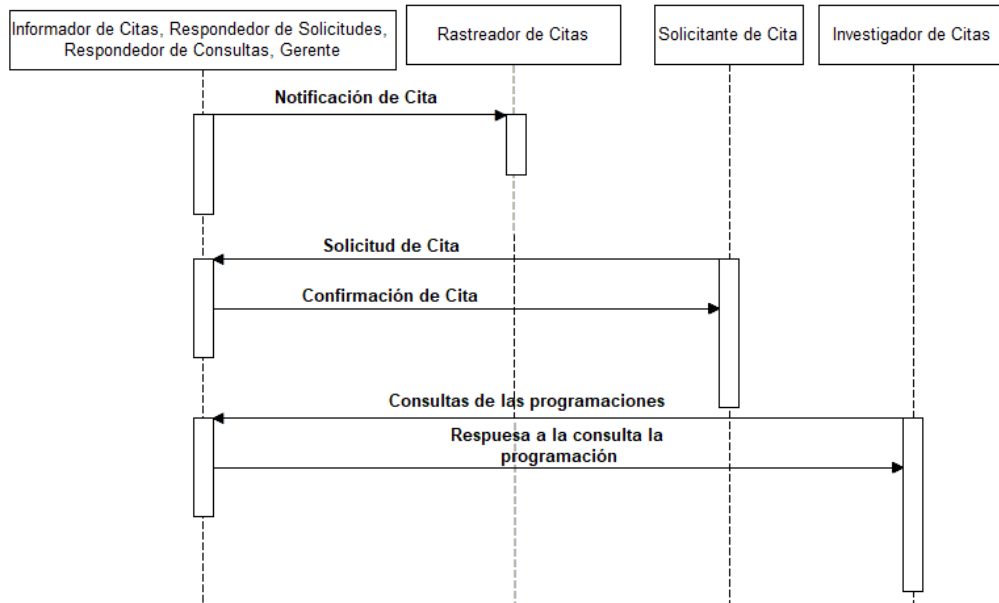 Informador de Citas, Respondedor de Solicitudes,
Respondedor de Consultas, Gerente
Rastreador de Citas
Solicitante de Cita
Investigador de Citas
Notificación de Cita
Solicitud de Cita
Confirmación de Cita
Consultas de las programaciones
Respuesa a la consulta la
programación